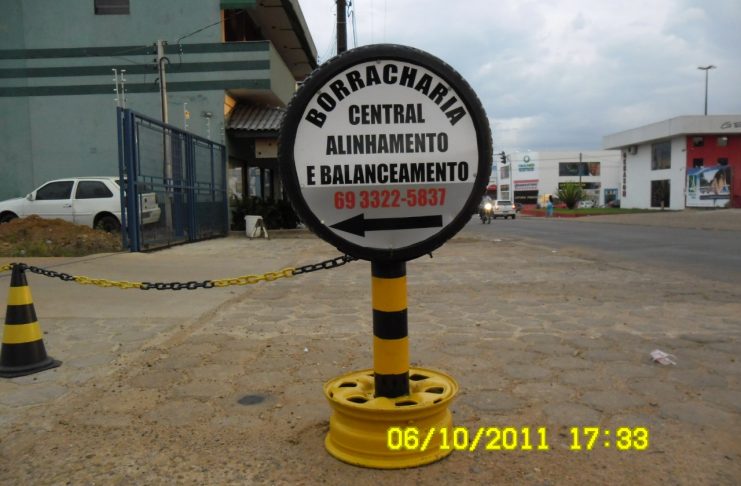 BORRACHARIA
CENTRAL
ALINHAMENTO
E BALANCEAMENTO
69 3322-5837
06/10/2011 17:33